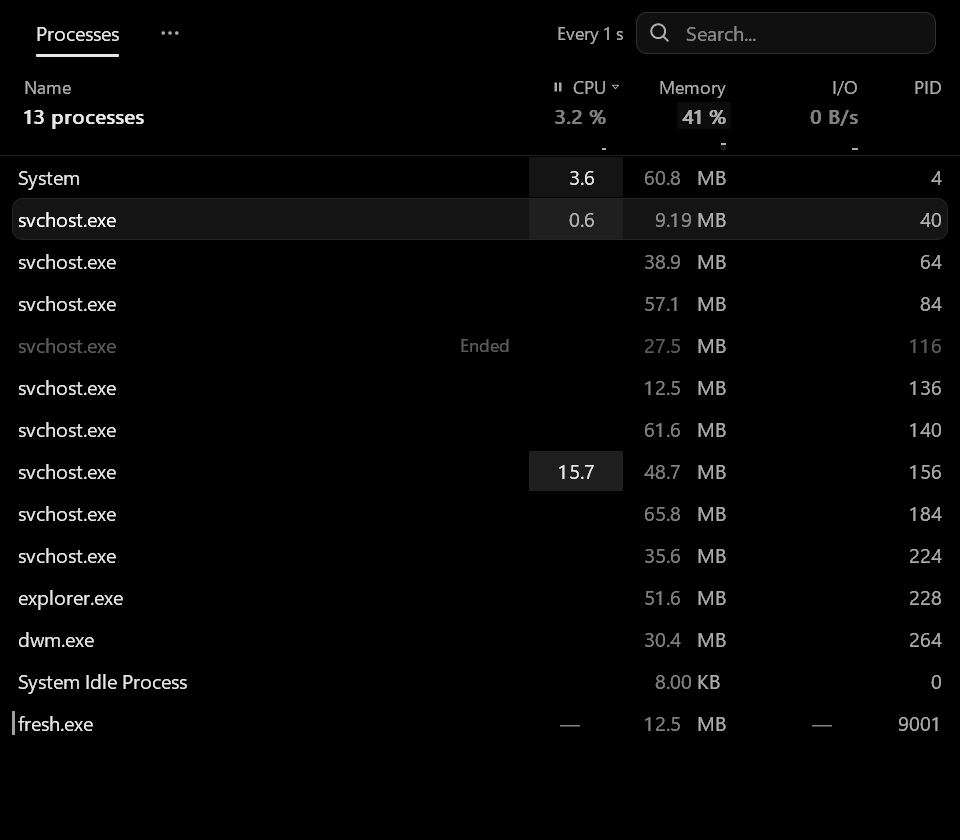 Processes ··· Every 1 s Search...
Name CPU Memory I/O PID
13 processes 3.2 % 41 % 0 B/s
- - -
System 3.6 60.8 MB 4
svchost.exe 0.6 9.19 MB 40
svchost.exe 38.9 MB 64
svchost.exe 57.1 MB 84
svchost.exe Ended 27.5 MB 116
svchost.exe 12.5 MB 136
svchost.exe 61.6 MB 140
svchost.exe 15.7 48.7 MB 156
svchost.exe 65.8 MB 184
svchost.exe 35.6 MB 224
explorer.exe 51.6 MB 228
dwm.exe 30.4 MB 264
System Idle Process 8.00 KB 0
fresh.exe — 12.5 MB — 9001